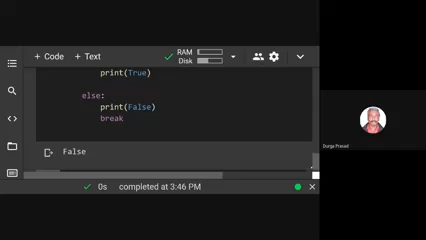 + Code + Text
RAM
Disk
print(True)
else:
print(False)
break
False
0s completed at 3:46 PM
Durga Prasad